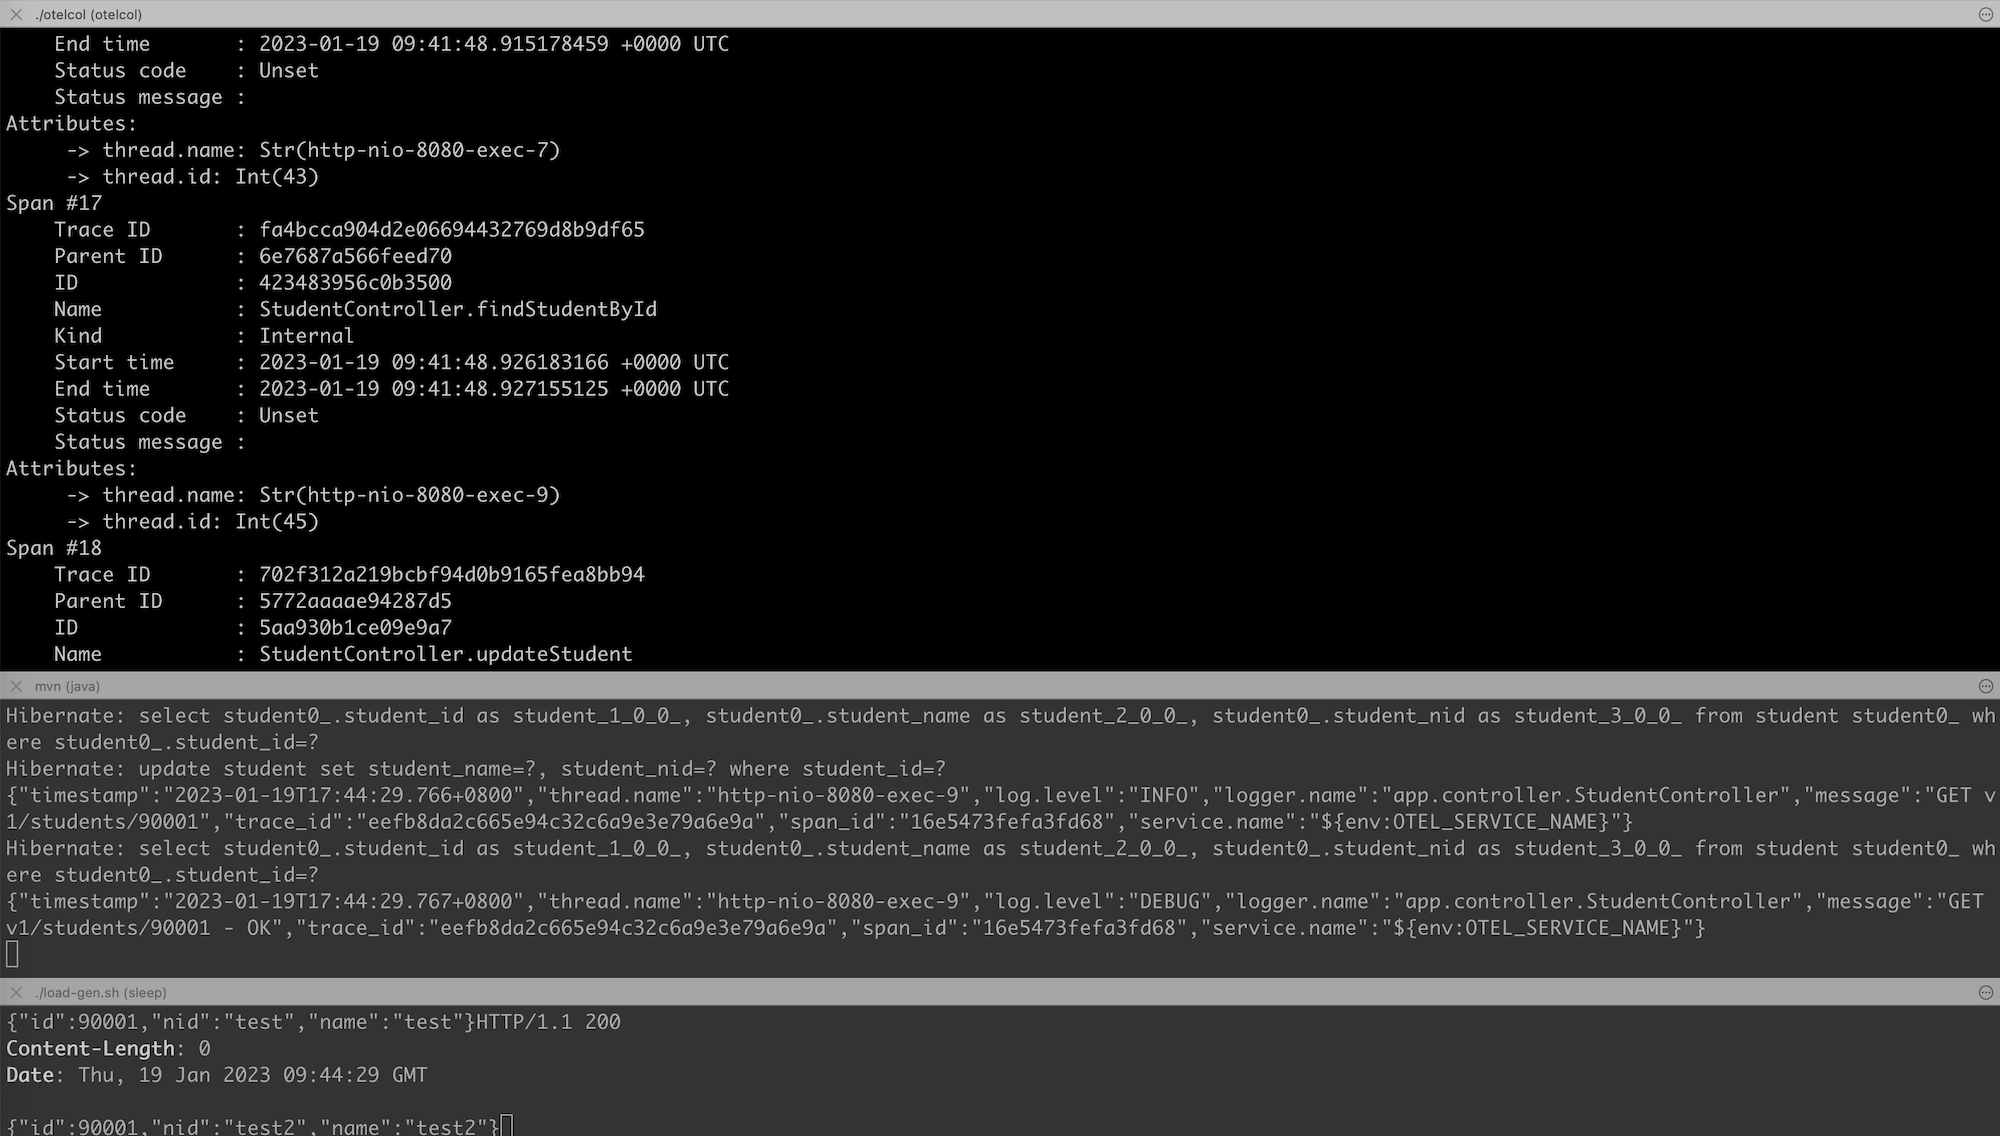 ./otelcol (otelcol)
End time : 2023-01-19 09:41:48.915178459 +0000 UTC
Status code : Unset
Status message :
Attributes:
-> thread.name: Str(http-nio-8080-exec-7)
-> thread.id: Int(43)
Span #17
Trace ID : fa4bcca904d2e06694432769d8b9df65
Parent ID : 6e7687a566feed70
ID : 423483956c0b3500
Name : StudentController.findStudentById
Kind : Internal
Start time : 2023-01-19 09:41:48.926183166 +0000 UTC
End time : 2023-01-19 09:41:48.927155125 +0000 UTC
Status code : Unset
Status message :
Attributes:
-> thread.name: Str(http-nio-8080-exec-9)
-> thread.id: Int(45)
Span #18
Trace ID : 702f312a219bcbf94d0b9165fea8bb94
Parent ID : 5772aaaae94287d5
ID : 5aa930b1ce09e9a7
Name : StudentController.updateStudent
mvn (java)
Hibernate: select student0_.student_id as student_1_0_0_, student0_.student_name as student_2_0_0_, student0_.student_nid as student_3_0_0_ from student student0_ wh
ere student0_.student_id=?
Hibernate: update student set student_name=?, student_nid=? where student_id=?
{"timestamp":"2023-01-19T17:44:29.766+0800","thread.name":"http-nio-8080-exec-9","log.level":"INFO","logger.name":"app.controller.StudentController","message":"GET v
1/students/90001","trace_id":"eefb8da2c665e94c32c6a9e3e79a6e9a","span_id":"16e5473fefa3fd68","service.name":"${env:OTEL_SERVICE_NAME}"}
Hibernate: select student0_.student_id as student_1_0_0_, student0_.student_name as student_2_0_0_, student0_.student_nid as student_3_0_0_ from student student0_ wh
ere student0_.student_id=?
{"timestamp":"2023-01-19T17:44:29.767+0800","thread.name":"http-nio-8080-exec-9","log.level":"DEBUG","logger.name":"app.controller.StudentController","message":"GET
v1/students/90001 - OK","trace_id":"eefb8da2c665e94c32c6a9e3e79a6e9a","span_id":"16e5473fefa3fd68","service.name":"${env:OTEL_SERVICE_NAME}"}
./load-gen.sh (sleep)
{"id":90001,"nid":"test","name":"test"}HTTP/1.1 200
Content-Length: 0
Date: Thu, 19 Jan 2023 09:44:29 GMT
{"id":90001,"nid":"test2","name":"test2"}